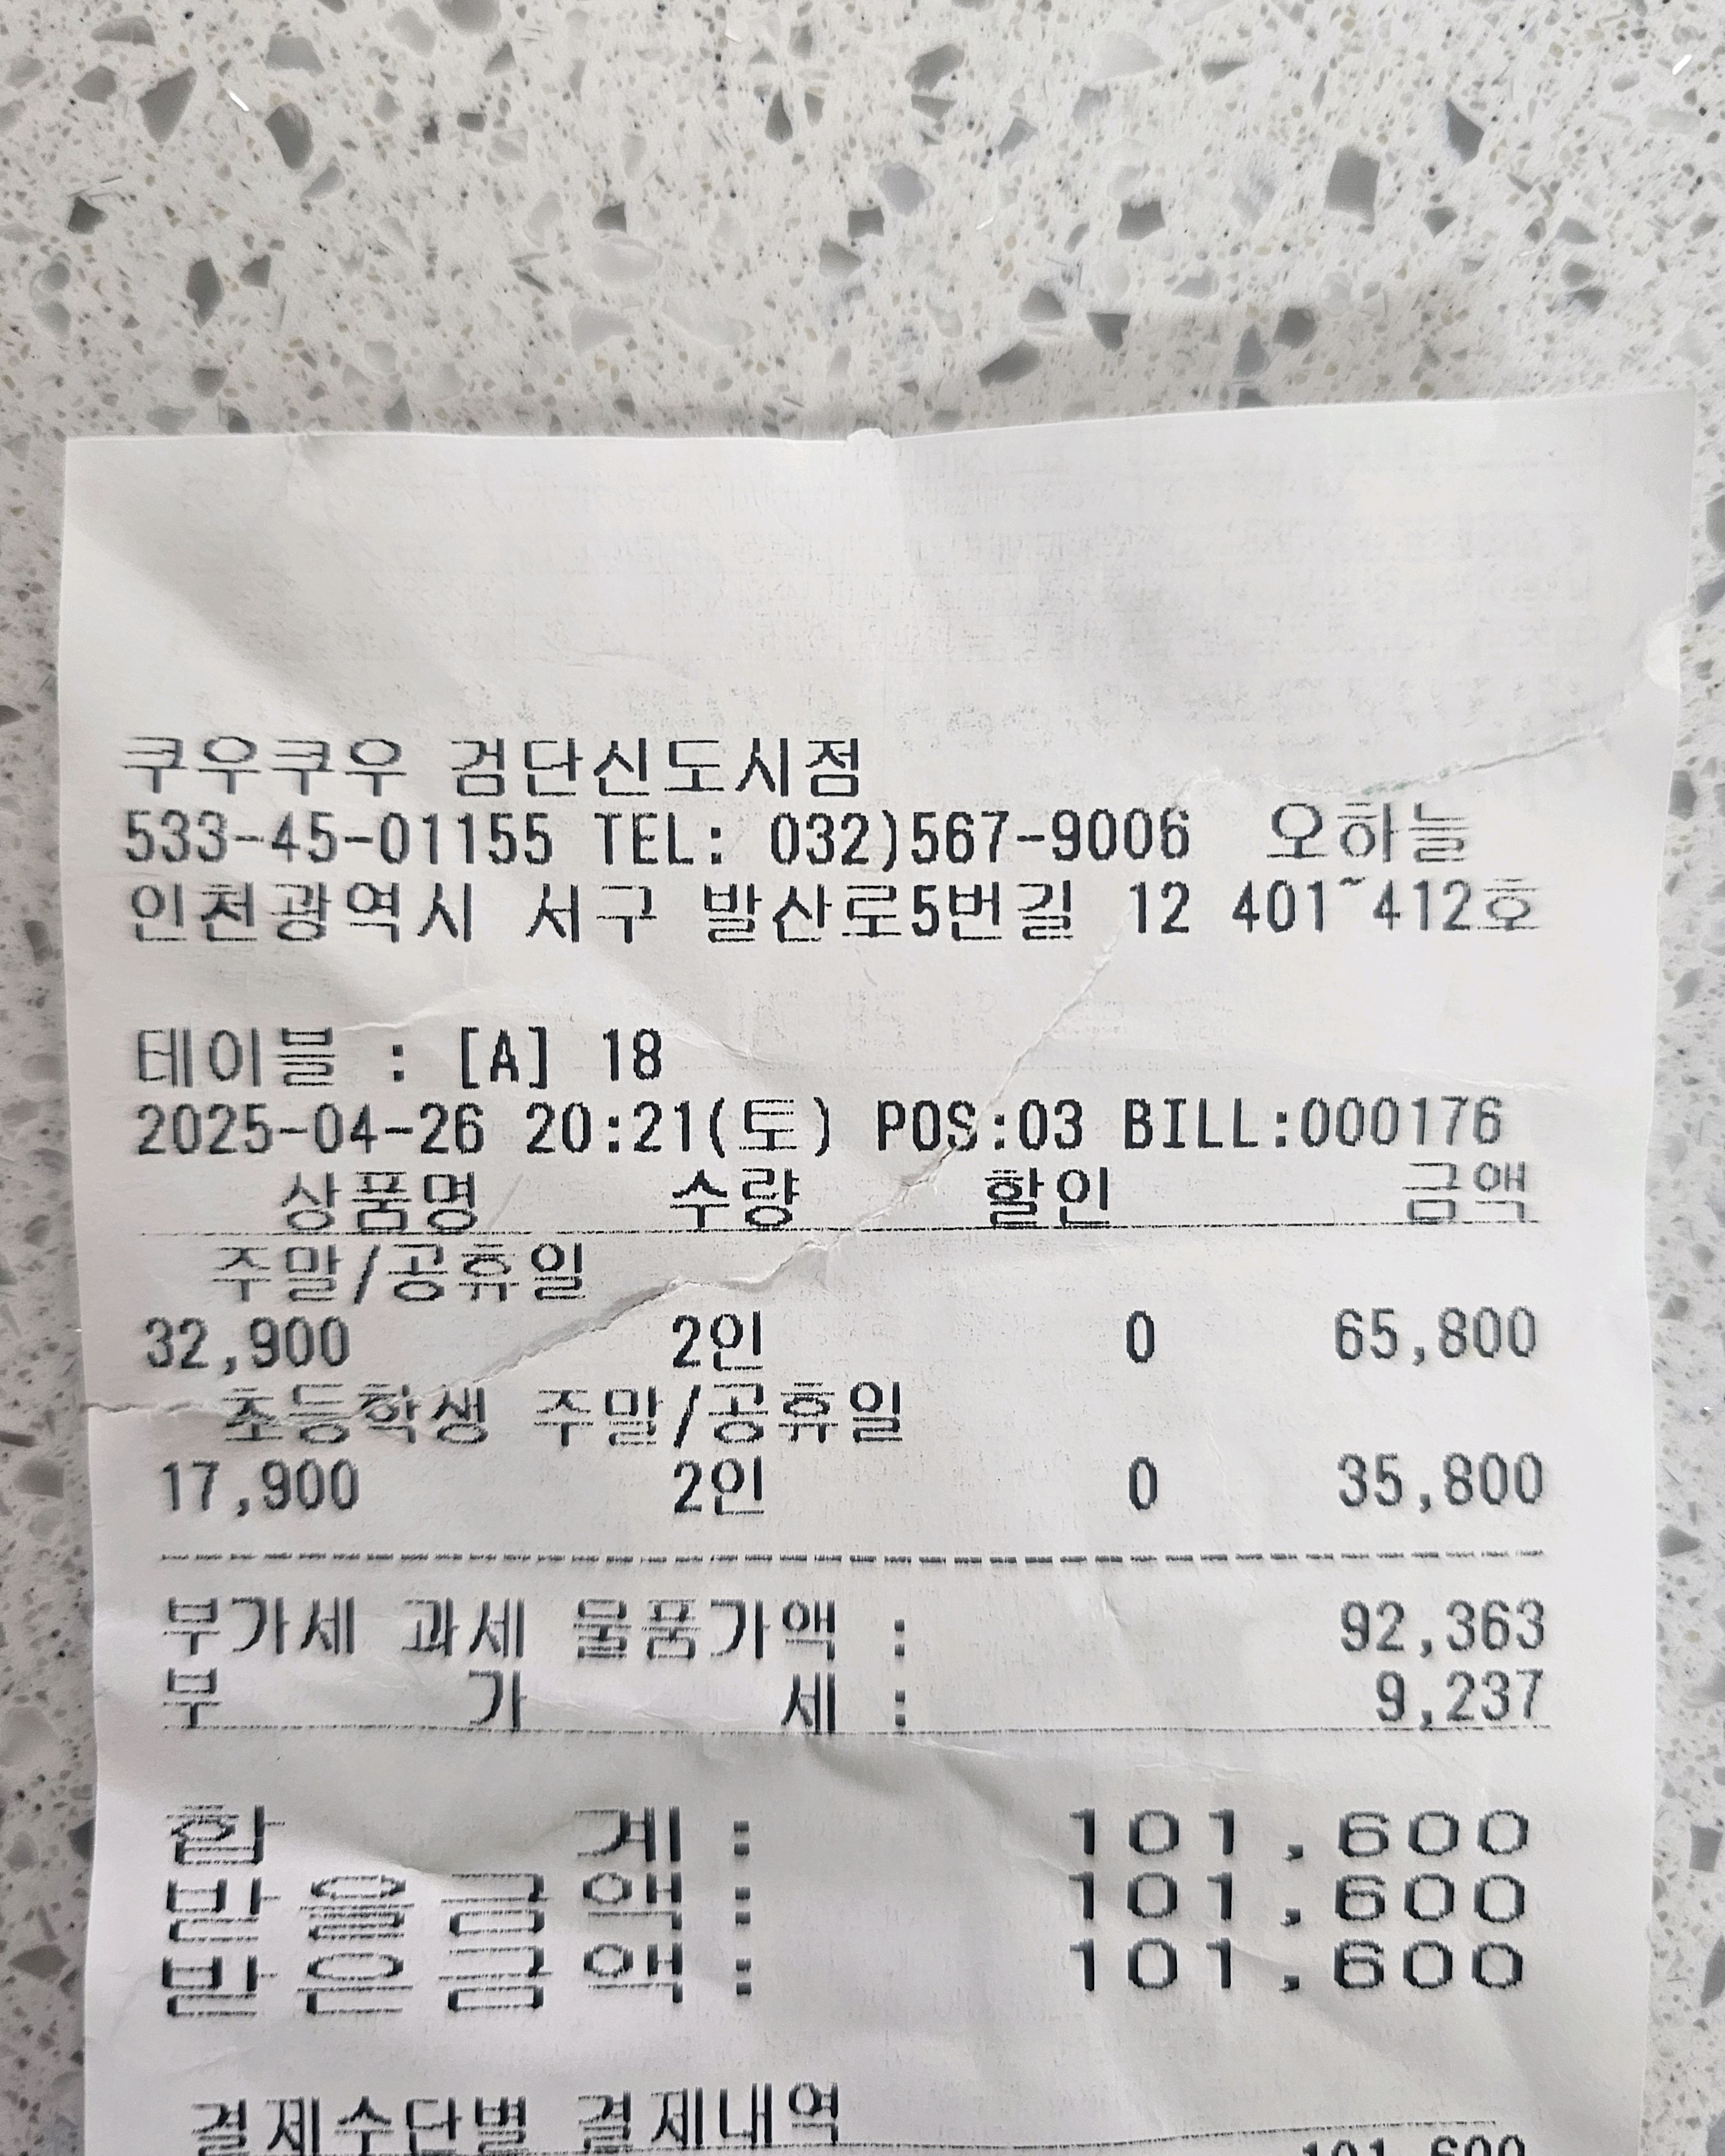 쿠우쿠우 검단신도시점
533-45-01155 TEL: 032)567-9006 오하늘
인천광역시 서구 발산로5번길 12 401~412호
테이블 : [A] 18
2025-04-26 20:21(토) POS:03 BILL:000176
상품명 수량 할인 금액
주말/공휴일
32,900 2인 0 65,800
초등학생 주말/공휴일
17,900 2인 0 35,800
부가세 과세 물품가액 : 92,363
부 가 세 : 9,237
합 계 : 101,600
받을금액 : 101,600
받은금액 : 101,600
결제수단별 결제내역
101,600